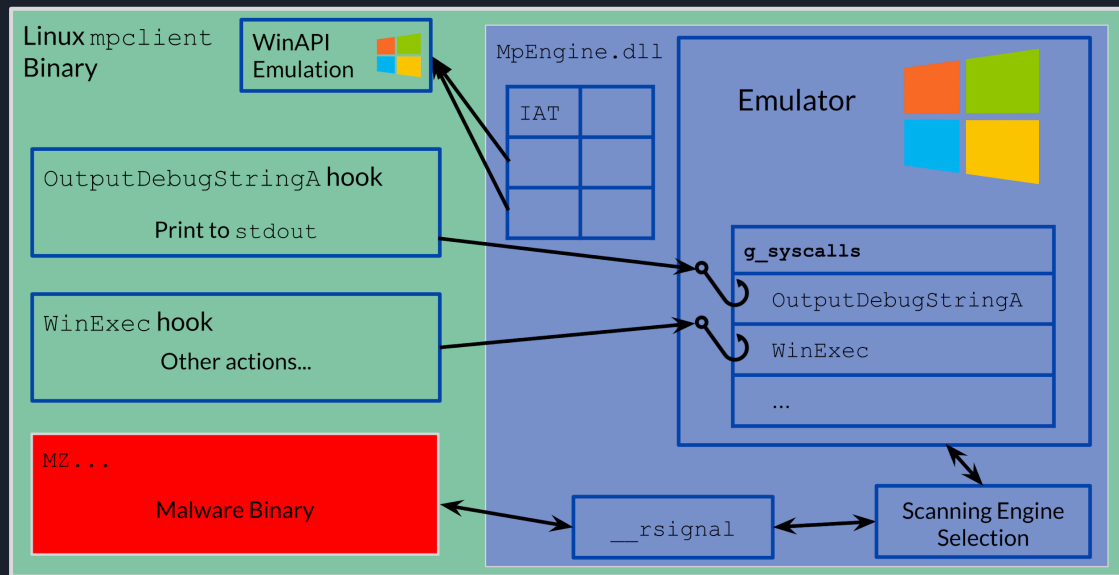 Linux mpclient
Binary
WinAPI
Emulation
OutputDebugStringA hook
Print to stdout
WinExec hook
Other actions...
MZ...
Malware Binary
MpEngine.dll
IAT
Emulator
g_syscalls
OutputDebugStringA
WinExec
...
__rsignal
Scanning Engine
Selection